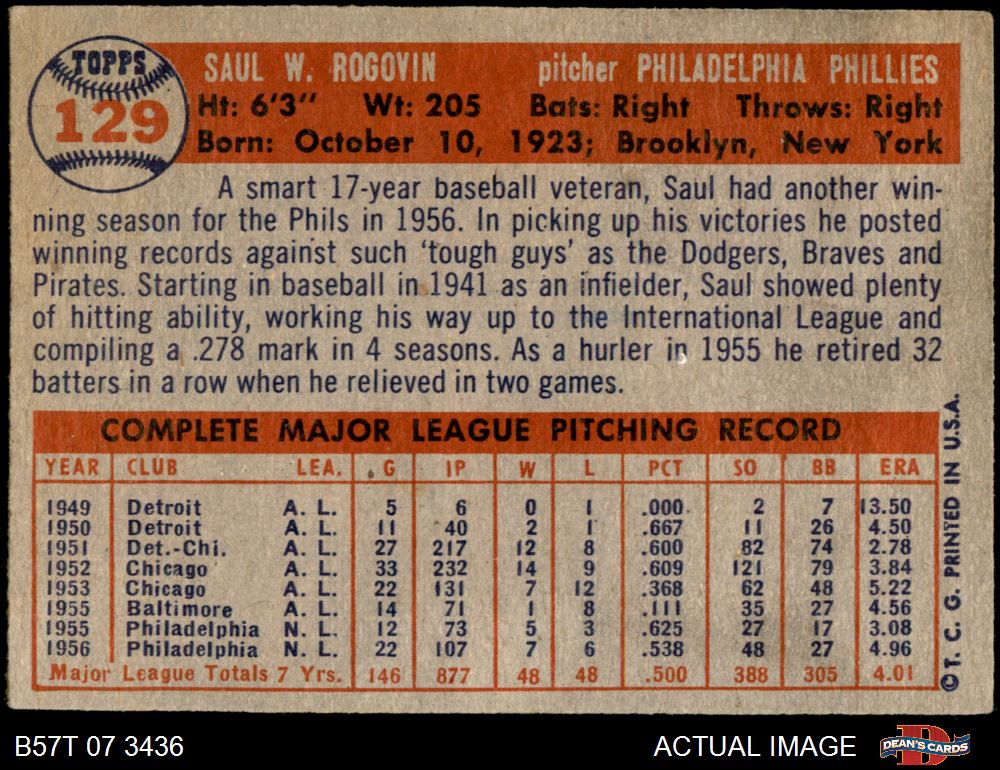 TOPPS
129
SAUL W. ROGOVIN pitcher PHILADELPHIA PHILLIES
Ht: 6'3" Wt: 205 Bats: Right Throws: Right
Born: October 10, 1923; Brooklyn, New York
A smart 17-year baseball veteran, Saul had another win-
ning season for the Phils in 1956. In picking up his victories he posted
winning records against such 'tough guys' as the Dodgers, Braves and
Pirates. Starting in baseball in 1941 as an infielder, Saul showed plenty
of hitting ability, working his way up to the International League and
compiling a .278 mark in 4 seasons. As a hurler in 1955 he retired 32
batters in a row when he relieved in two games.
COMPLETE MAJOR LEAGUE PITCHING RECORD
YEAR CLUB LEA. G IP W L PCT SO BB ERA
1949 Detroit A. L. 5 6 0 1 .000 2 7 13.50
1950 Detroit A. L. 11 40 2 1 .667 11 26 4.50
1951 Det.-Chi. A. L. 27 217 12 8 .600 82 74 2.78
1952 Chicago A. L. 33 232 14 9 .609 121 79 3.84
1953 Chicago A. L. 22 131 7 12 .368 62 48 5.22
1955 Baltimore A. L. 14 71 1 8 .111 35 27 4.56
1955 Philadelphia N. L. 12 73 5 3 .625 27 17 3.08
1956 Philadelphia N. L. 22 107 7 6 .538 48 27 4.96
Major League Totals 7 Yrs. 146 877 48 48 .500 388 305 4.01
©T. C. G. PRINTED IN U.S.A.
B57T 07 3436 ACTUAL IMAGE DEAN'S CARDS